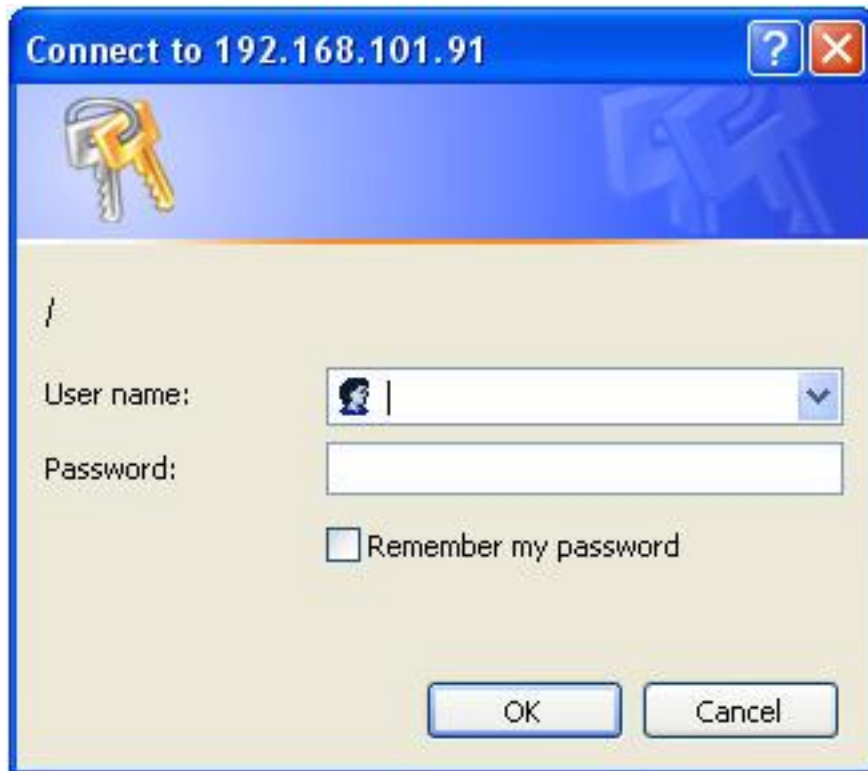 Connect to 192.168.101.91
?
/
User name:
Password:
Remember my password
OK Cancel